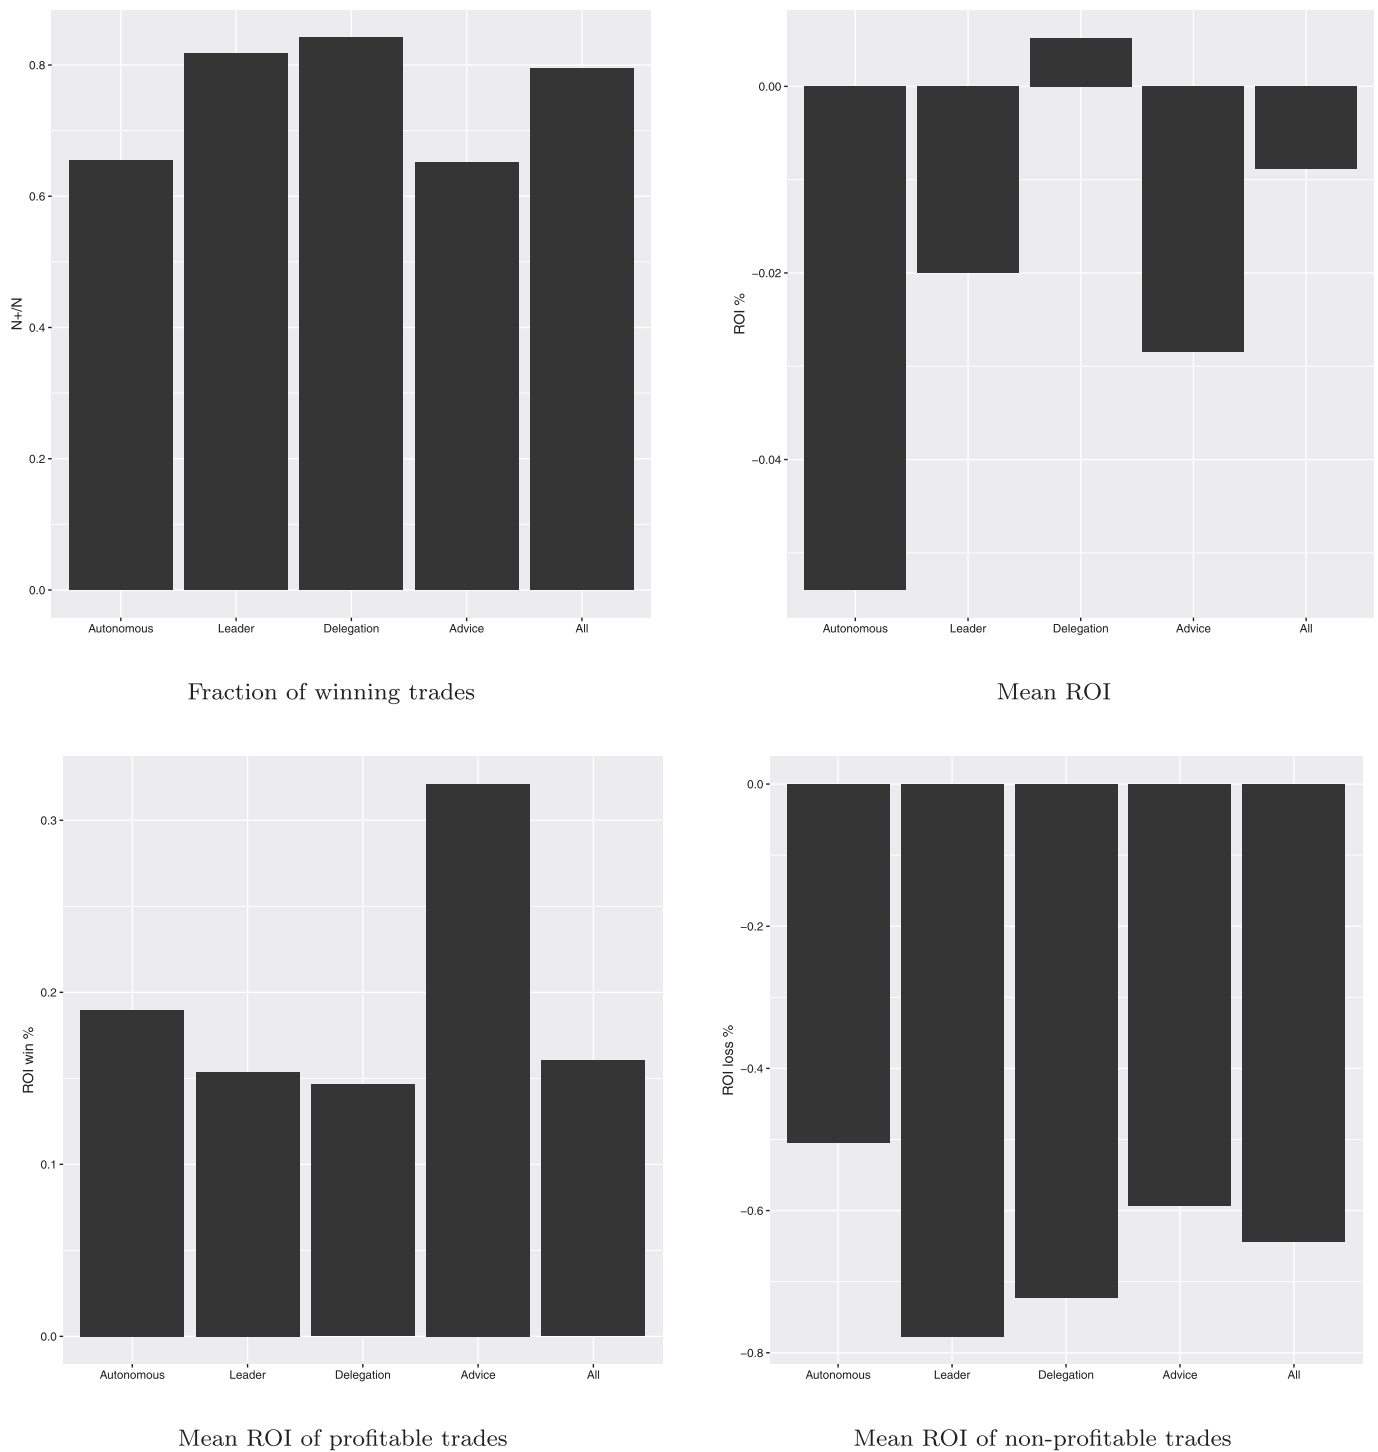 0.8
0.6
0.4
0.2
0.0
N+/N
Autonomous Leader Delegation Advice All
Fraction of winning trades
0.00
−0.02
−0.04
ROI %
Autonomous Leader Delegation Advice All
Mean ROI
0.3
0.2
0.1
0.0
ROI win %
Autonomous Leader Delegation Advice All
Mean ROI of profitable trades
0.0
−0.2
−0.4
−0.6
−0.8
ROI loss %
Autonomous Leader Delegation Advice All
Mean ROI of non-profitable trades